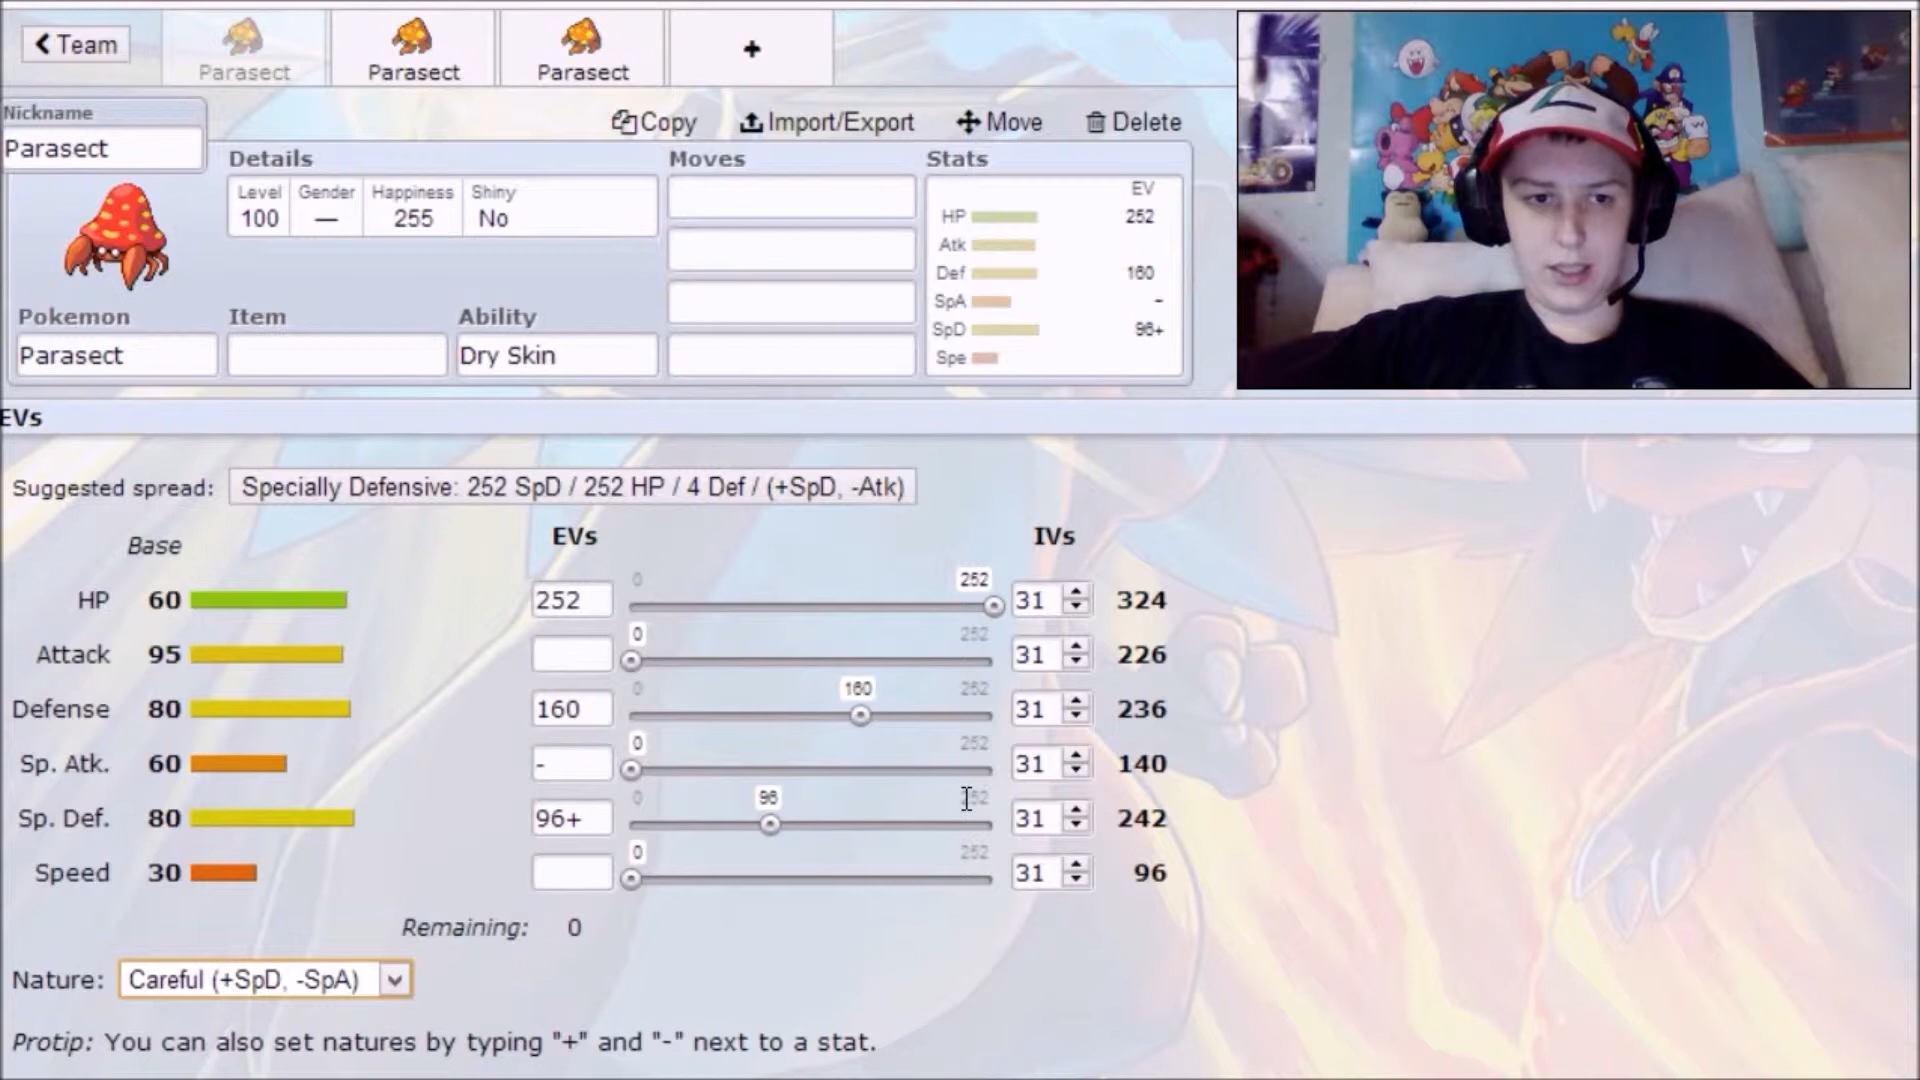 Team
Parasect
Parasect
Parasect
+
Nickname
Parasect
Copy
Import/Export
Move
Delete
Details
Level
Gender
Happiness
Shiny
100
—
255
No
Moves
Stats
EV
HP 252
Atk
Def 160
SpA -
SpD 96+
Spe
Pokemon
Item
Ability
Parasect
Dry Skin
EVs
Suggested spread: Specially Defensive: 252 SpD / 252 HP / 4 Def / (+SpD, -Atk)
Base
EVs
IVs
0 252
HP 60 252 31 324
0 252
Attack 95 31 226
0 160 252
Defense 80 160 31 236
0 252
Sp. Atk. 60 - 31 140
0 96 252
Sp. Def. 80 96+ 31 242
0 252
Speed 30 31 96
Remaining: 0
Nature: Careful (+SpD, -SpA)
Protip: You can also set natures by typing "+" and "-" next to a stat.